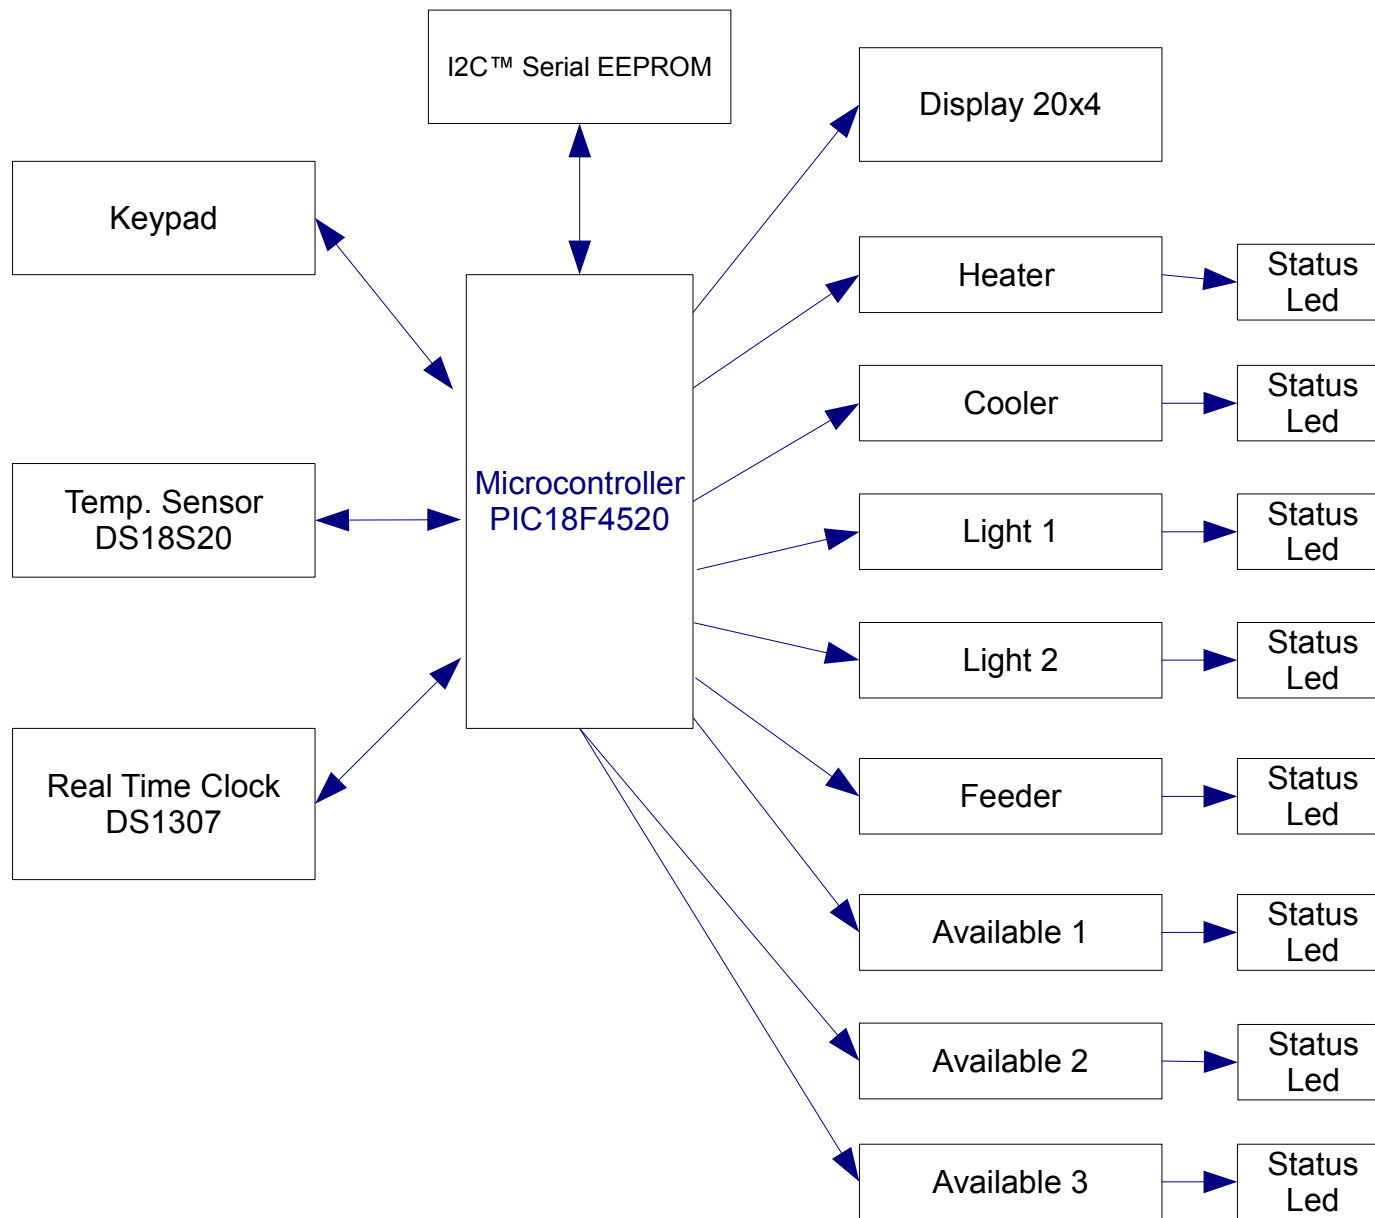 I2C™ Serial EEPROM
Display 20x4
Keypad
Heater
Status
Led
Cooler
Status
Led
Temp. Sensor
DS18S20
Microcontroller
PIC18F4520
Light 1
Status
Led
Light 2
Status
Led
Real Time Clock
DS1307
Feeder
Status
Led
Available 1
Status
Led
Available 2
Status
Led
Available 3
Status
Led